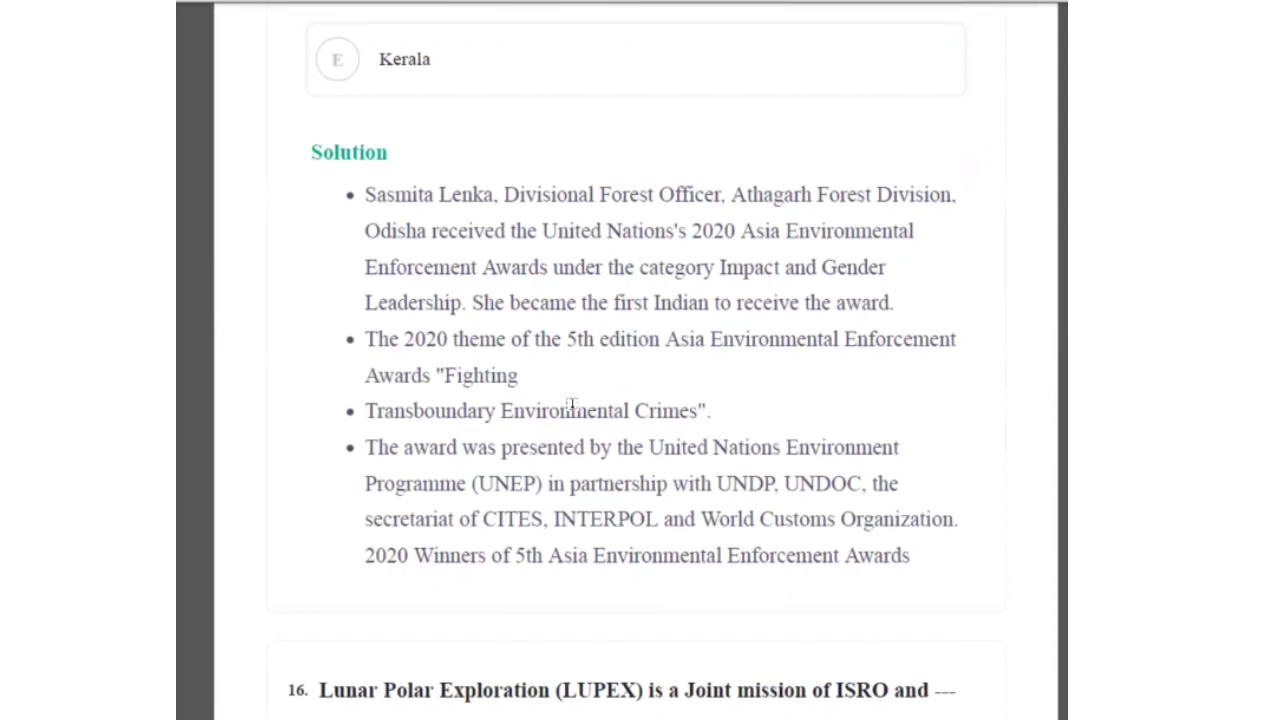 E Kerala
Solution
• Sasmita Lenka, Divisional Forest Officer, Athagarh Forest Division,
Odisha received the United Nations's 2020 Asia Environmental
Enforcement Awards under the category Impact and Gender
Leadership. She became the first Indian to receive the award.
• The 2020 theme of the 5th edition Asia Environmental Enforcement
Awards "Fighting
• Transboundary Environmental Crimes".
• The award was presented by the United Nations Environment
Programme (UNEP) in partnership with UNDP, UNDOC, the
secretariat of CITES, INTERPOL and World Customs Organization.
2020 Winners of 5th Asia Environmental Enforcement Awards
16. Lunar Polar Exploration (LUPEX) is a Joint mission of ISRO and ---